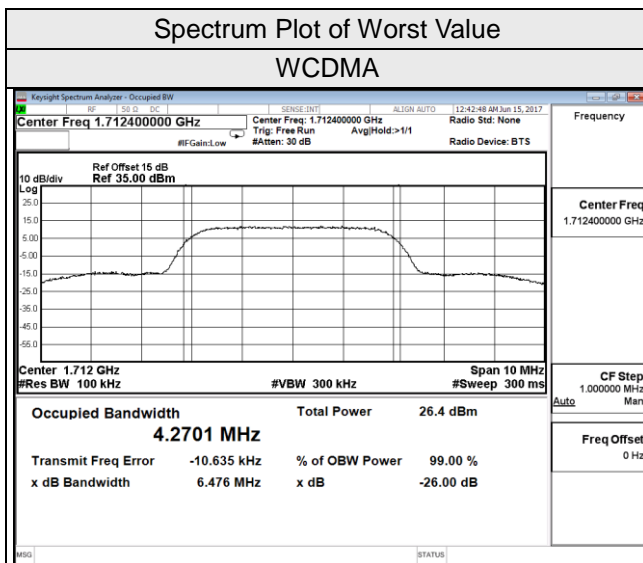 Spectrum Plot of Worst Value
WCDMA
Keysight Spectrum Analyzer - Occupied BW
RF 50 Ω DC SENSE:INT ALIGN AUTO 12:42:48 AM Jun 15, 2017
Center Freq 1.712400000 GHz
Center Freq: 1.712400000 GHz
Radio Std: None
Trig: Free Run Avg|Hold:>1/1
#IFGain:Low
#Atten: 30 dB
Radio Device: BTS
Frequency
Ref Offset 15 dB
10 dB/div Ref 35.00 dBm
Log
25.0
15.0
5.00
-5.00
-15.0
-25.0
-35.0
-45.0
-55.0
Center 1.712 GHz Span 10 MHz
#Res BW 100 kHz #VBW 300 kHz #Sweep 300 ms
Center Freq
1.712400000 GHz
CF Step
1.000000 MHz
Auto Man
Freq Offset
0 Hz
Occupied Bandwidth Total Power 26.4 dBm
4.2701 MHz
Transmit Freq Error -10.635 kHz % of OBW Power 99.00 %
x dB Bandwidth 6.476 MHz x dB -26.00 dB
MSG STATUS